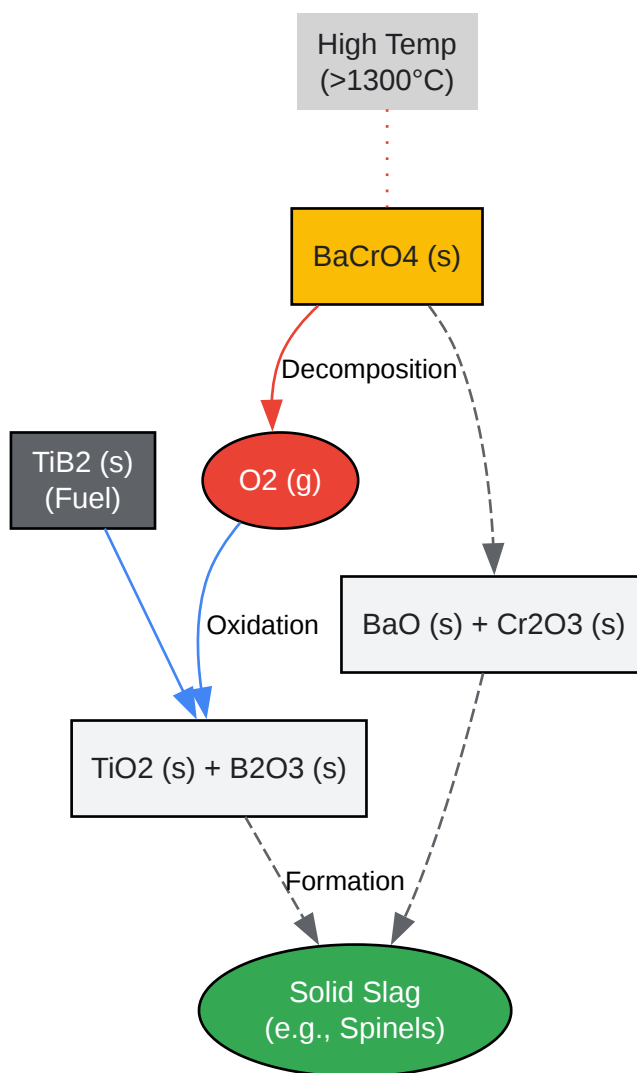 High Temp
(>1300°C)
BaCrO4 (s)
Decomposition
TiB2 (s)
(Fuel)
O2 (g)
Oxidation
BaO (s) + Cr2O3 (s)
TiO2 (s) + B2O3 (s)
Formation
Solid Slag
(e.g., Spinels)